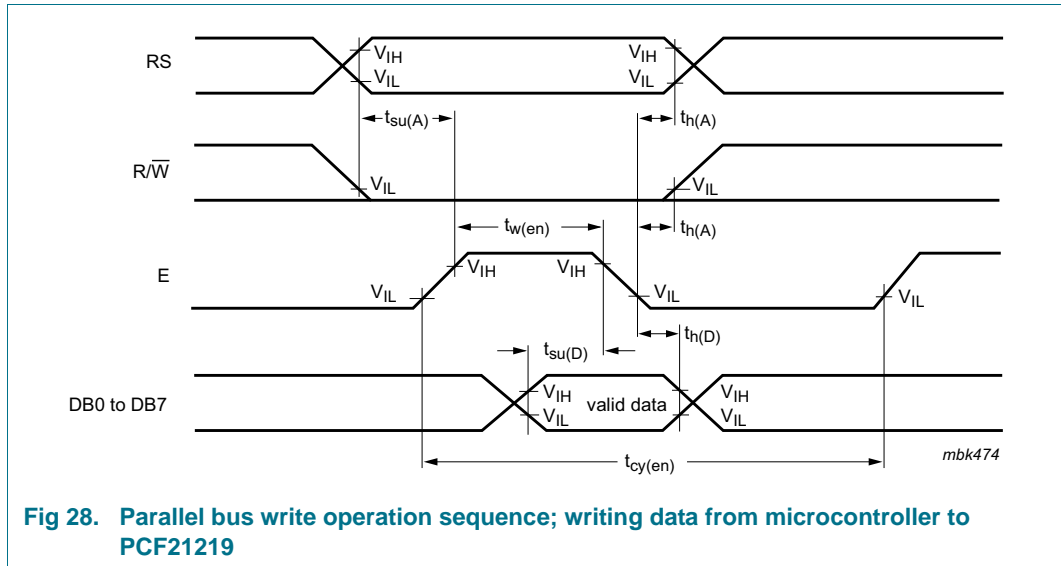 RS
VIH
VIL
VIH
VIL
tsu(A)
th(A)
R/W̅
VIL
VIL
tw(en)
th(A)
E
VIL
VIH
VIH
VIL
VIL
tsu(D)
th(D)
DB0 to DB7
VIH
VIL
valid data
VIH
VIL
tcy(en)
mbk474
Fig 28. Parallel bus write operation sequence; writing data from microcontroller to
PCF21219